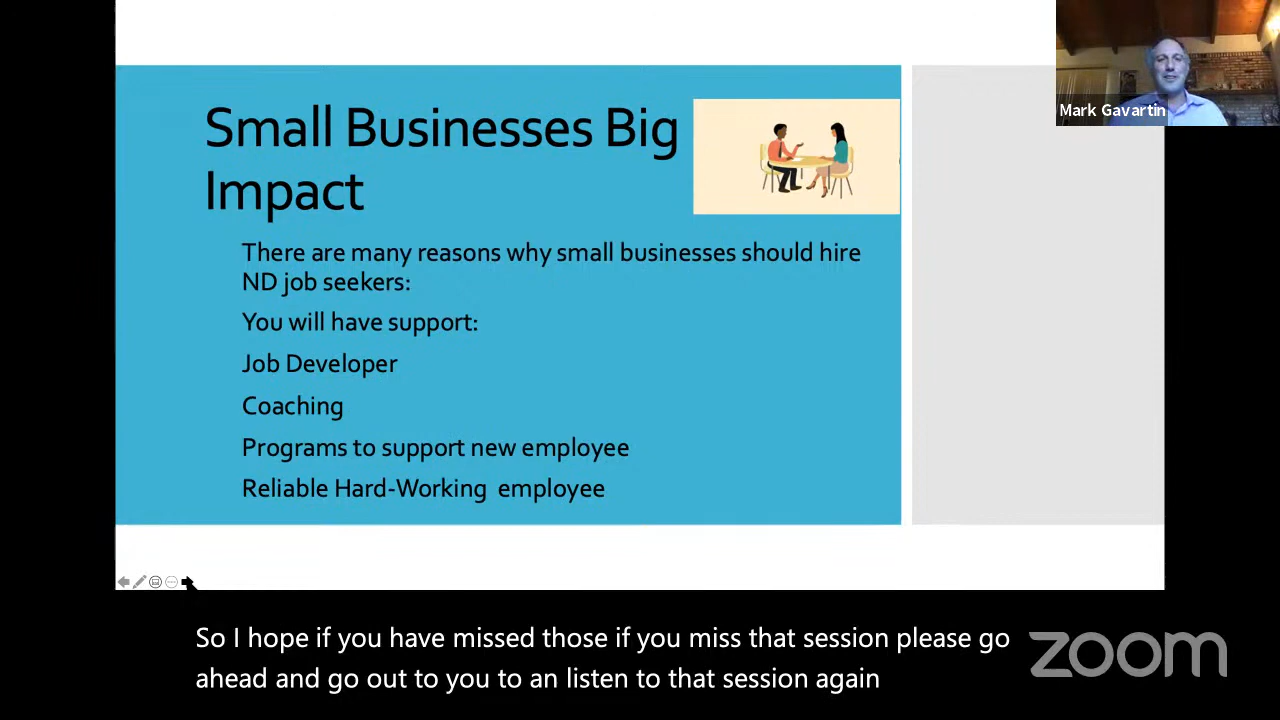 Small Businesses Big
Impact
There are many reasons why small businesses should hire
ND job seekers:
You will have support:
Job Developer
Coaching
Programs to support new employee
Reliable Hard-Working employee
Mark Gavartin
So I hope if you have missed those if you miss that session please go
ahead and go out to you to an listen to that session again
zoom